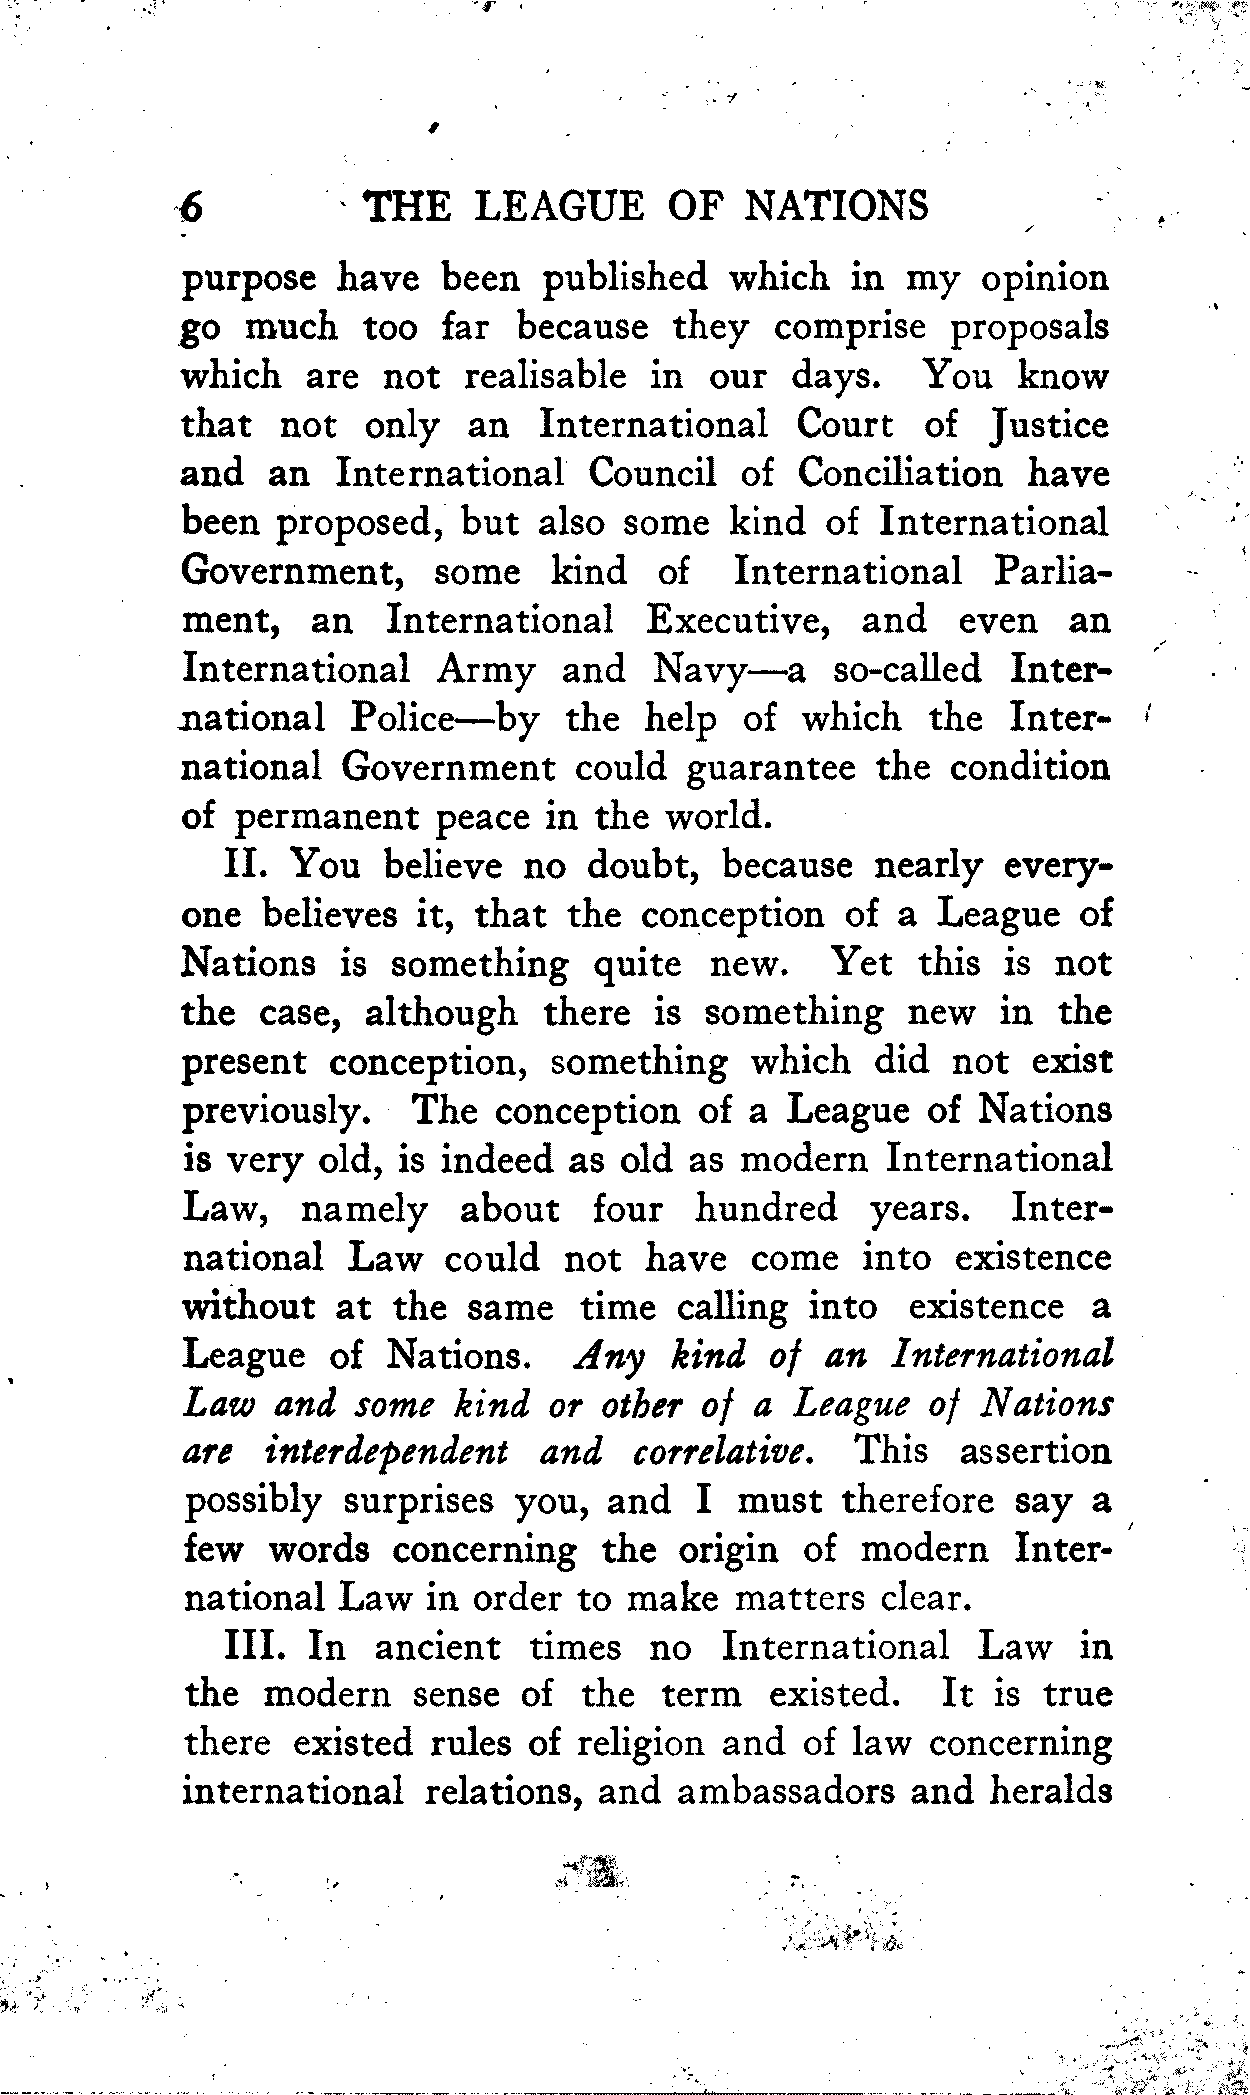 6 THE LEAGUE OF NATIONS
purpose have been published which in my opinion
go much too far because they comprise proposals
which are not realisable in our days. You know
that not only an International Court of Justice
and an International Council of Conciliation have
been proposed, but also some kind of International
Government, some kind of International Parlia-
ment, an International Executive, and even an
International Army and Navy—a so-called Inter-
national Police—by the help of which the Inter-
national Government could guarantee the condition
of permanent peace in the world.
II. You believe no doubt, because nearly every-
one believes it, that the conception of a League of
Nations is something quite new. Yet this is not
the case, although there is something new in the
present conception, something which did not exist
previously. The conception of a League of Nations
is very old, is indeed as old as modern International
Law, namely about four hundred years. Inter-
national Law could not have come into existence
without at the same time calling into existence a
League of Nations. Any kind of an International
Law and some kind or other of a League of Nations
are interdependent and correlative. This assertion
possibly surprises you, and I must therefore say a
few words concerning the origin of modern Inter-
national Law in order to make matters clear.
III. In ancient times no International Law in
the modern sense of the term existed. It is true
there existed rules of religion and of law concerning
international relations, and ambassadors and heralds